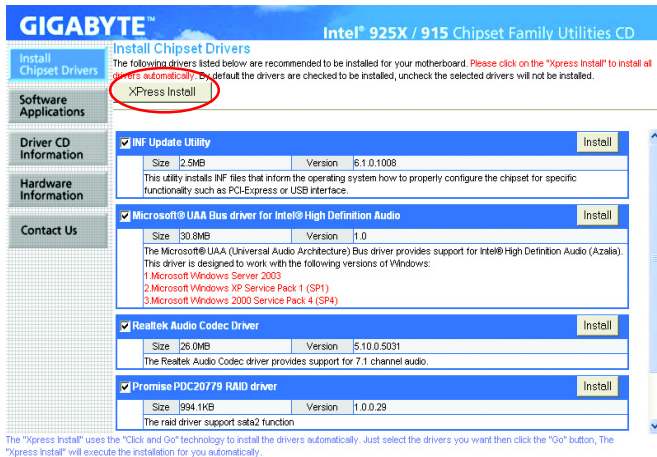 GIGABYTE™
Intel® 925X / 915 Chipset Family Utilities CD
Install
Chipset Drivers
Software
Applications
Driver CD
Information
Hardware
Information
Contact Us
Install Chipset Drivers
The following drivers listed below are recommended to be installed for your motherboard. Please click on the "Xpress Install" to install all
drivers automatically. By default the drivers are checked to be installed, uncheck the selected drivers will not be installed.
XPress Install
INF Update Utility Install
Size 2.5MB Version 6.1.0.1008
This utility installs INF files that inform the operating system how to properly configure the chipset for specific
functionality such as PCI-Express or USB interface.
Microsoft® UAA Bus driver for Intel® High Definition Audio Install
Size 30.8MB Version 1.0
The Microsoft® UAA (Universal Audio Architecture) Bus driver provides support for Intel® High Definition Audio (Azalia).
This driver is designed to work with the following versions of Windows:
1.Microsoft Windows Server 2003
2.Microsoft Windows XP Service Pack 1 (SP1)
3.Microsoft Windows 2000 Service Pack 4 (SP4)
Realtek Audio Codec Driver Install
Size 26.0MB Version 5.10.0.5031
The Realtek Audio Codec driver provides support for 7.1 channel audio.
Promise PDC20779 RAID driver Install
Size 994.1KB Version 1.0.0.29
The raid driver support sata2 function
The "Xpress Install" uses the "Click and Go" technology to install the drivers automatically. Just select the drivers you want then click the "Go" button, The
"Xpress Install" will execute the installation for you automatically.